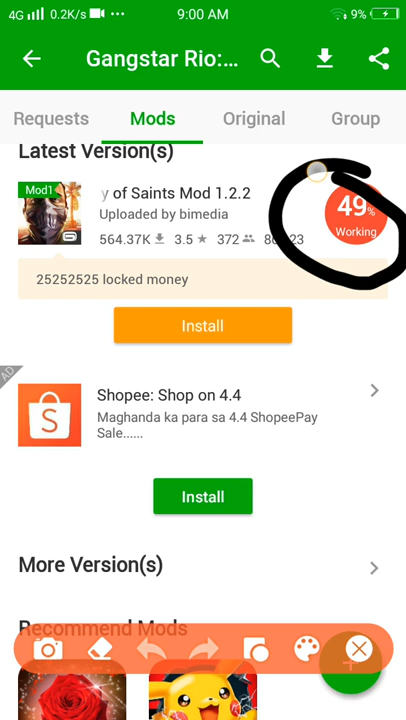 4G 0.2K/s ••• 9:00 AM 9%
Gangstar Rio:...
Requests Mods Original Group
Latest Version(s)
Mod1
y of Saints Mod 1.2.2
Uploaded by bimedia
564.37K 3.5 ★ 372
49%
Working
25252525 locked money
Install
AD
Shopee: Shop on 4.4
Maghanda ka para sa 4.4 ShopeePay
Sale......
S
Install
More Version(s)
Recommend Mods